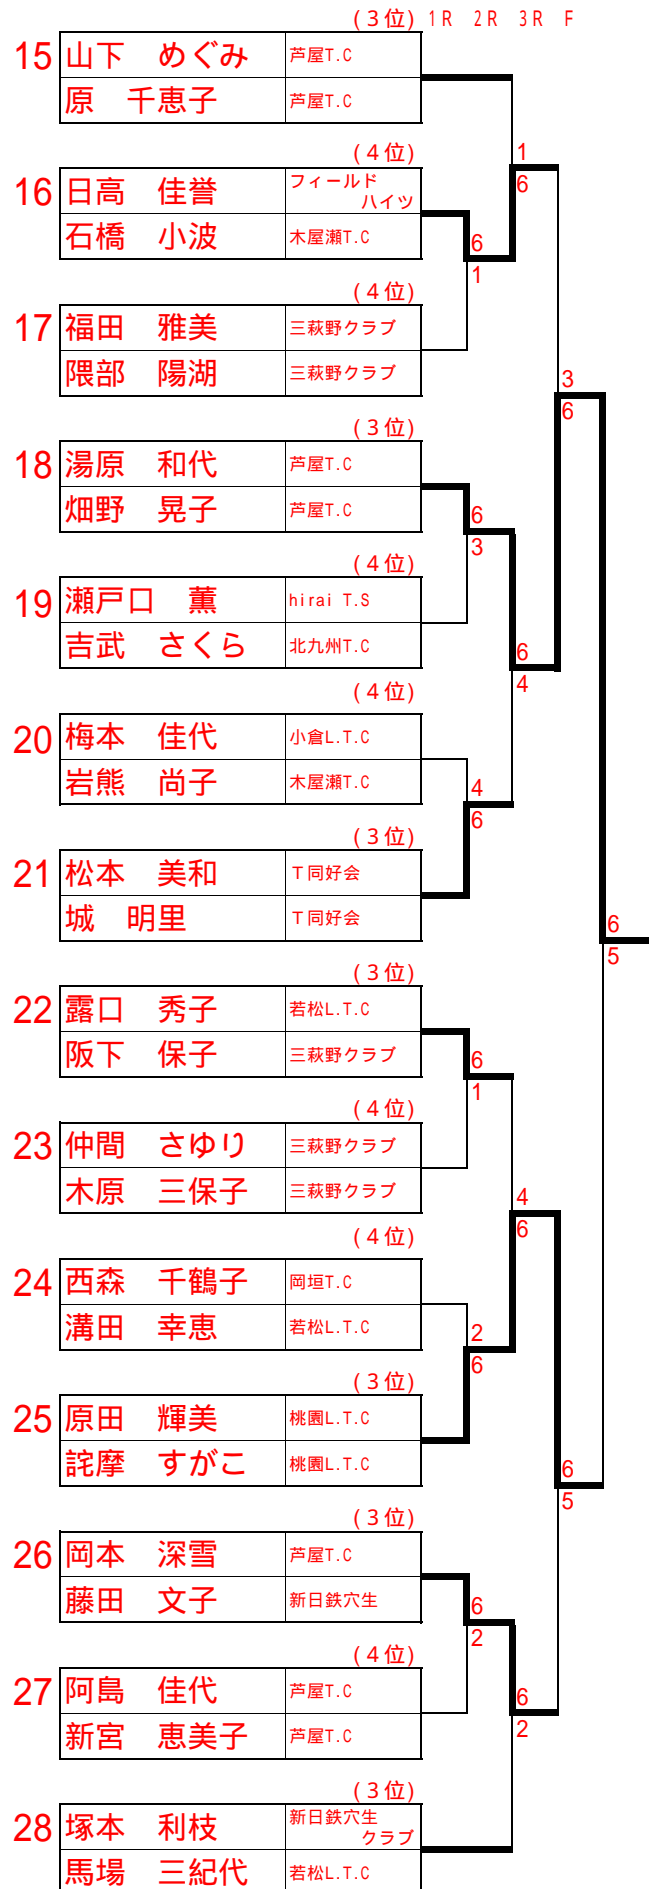 (3位) 1R 2R 3R F
15 山下 めぐみ 芦屋T.C
原 千恵子 芦屋T.C
(4位)
1
6
16 日高 佳誉 フィールドハイツ
石橋 小波 木屋瀬T.C
6
1
(4位)
17 福田 雅美 三萩野クラブ
隈部 陽湖 三萩野クラブ
3
6
(3位)
18 湯原 和代 芦屋T.C
畑野 晃子 芦屋T.C
6
3
(4位)
19 瀬戸口 薫 hirai T.S
吉武 さくら 北九州T.C
6
4
(4位)
20 梅本 佳代 小倉L.T.C
岩熊 尚子 木屋瀬T.C
4
6
(3位)
21 松本 美和 T同好会
城 明里 T同好会
6
5
(3位)
22 露口 秀子 若松L.T.C
阪下 保子 三萩野クラブ
6
1
(4位)
23 仲間 さゆり 三萩野クラブ
木原 三保子 三萩野クラブ
4
6
(4位)
24 西森 千鶴子 岡垣T.C
溝田 幸恵 若松L.T.C
2
6
(3位)
25 原田 輝美 桃園L.T.C
詫摩 すがこ 桃園L.T.C
6
5
(3位)
26 岡本 深雪 芦屋T.C
藤田 文子 新日鉄穴生
6
2
(4位)
27 阿島 佳代 芦屋T.C
新宮 恵美子 芦屋T.C
6
2
(3位)
28 塚本 利枝 新日鉄穴生クラブ
馬場 三紀代 若松L.T.C